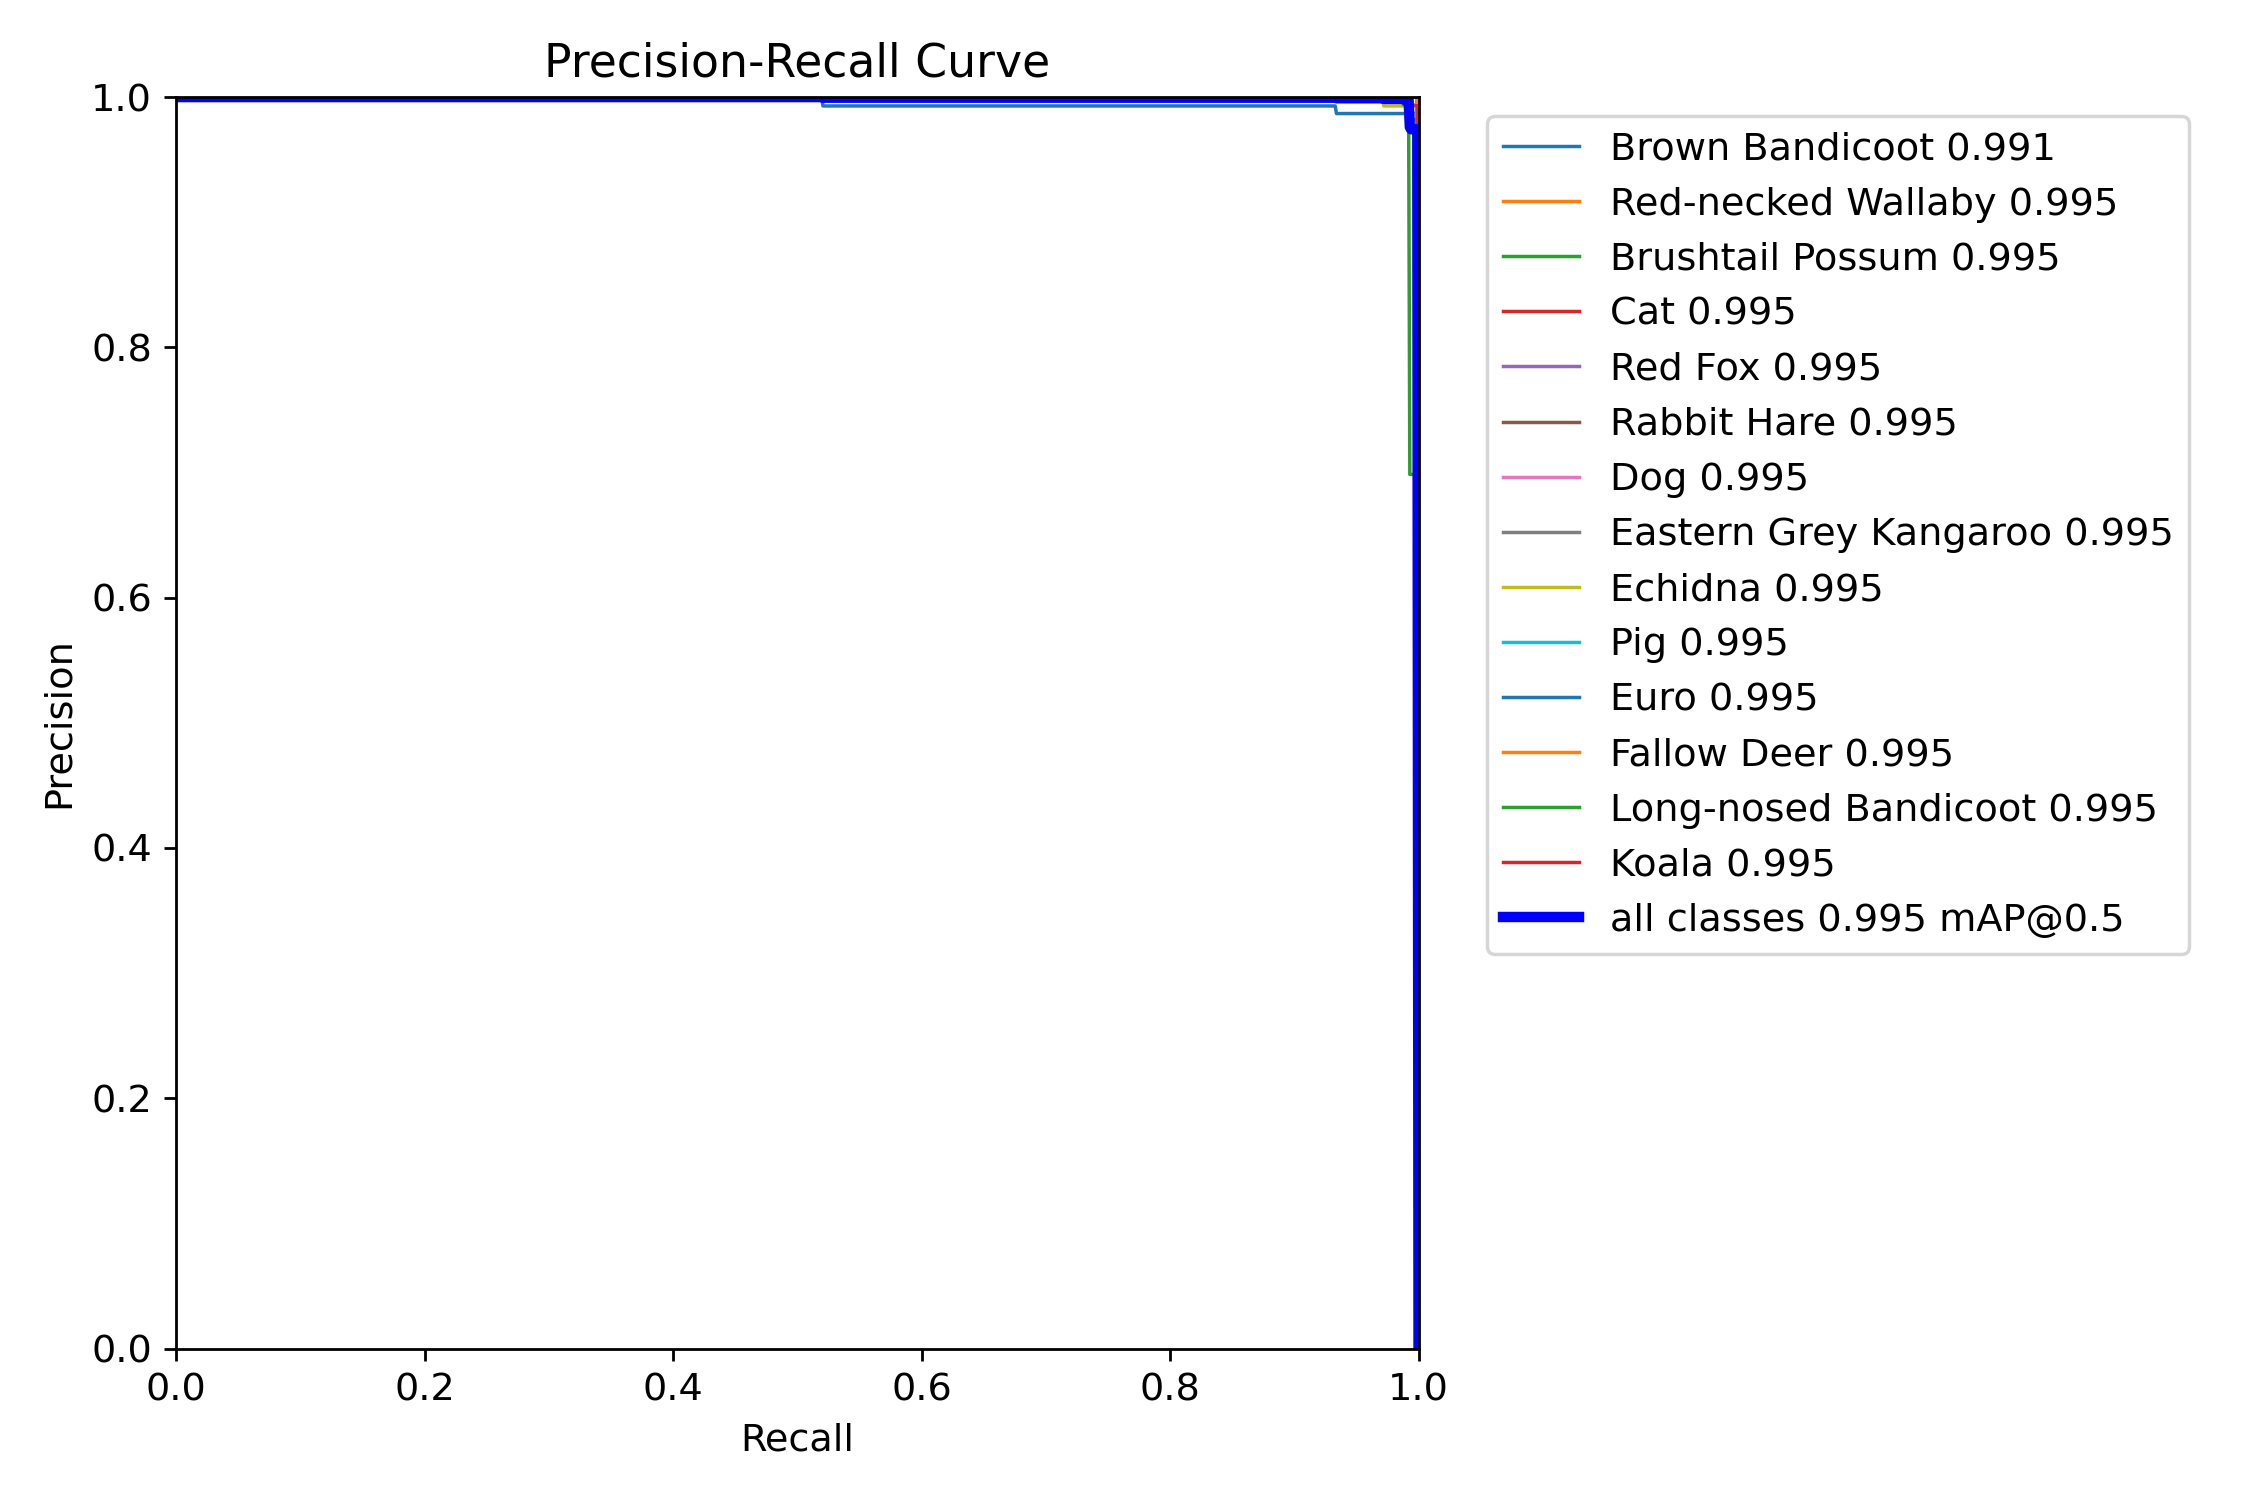 Precision-Recall Curve
1.0
0.8
0.6
0.4
0.2
0.0
Precision
0.0 0.2 0.4 0.6 0.8 1.0
Recall
Brown Bandicoot 0.991
Red-necked Wallaby 0.995
Brushtail Possum 0.995
Cat 0.995
Red Fox 0.995
Rabbit Hare 0.995
Dog 0.995
Eastern Grey Kangaroo 0.995
Echidna 0.995
Pig 0.995
Euro 0.995
Fallow Deer 0.995
Long-nosed Bandicoot 0.995
Koala 0.995
all classes 0.995 mAP@0.5